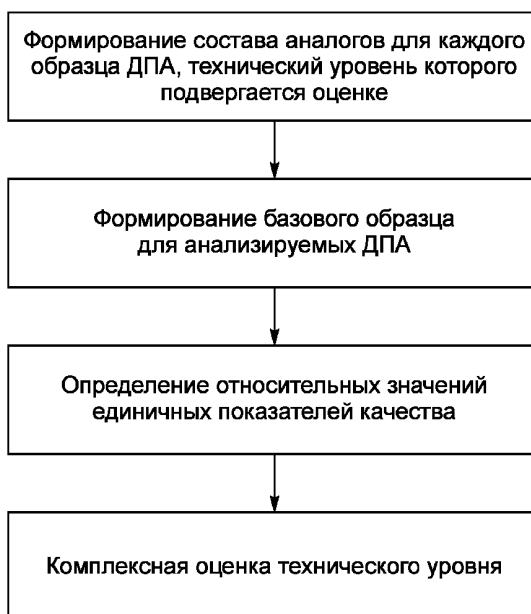 Формирование состава аналогов для каждого
образца ДПА, технический уровень которого
подвергается оценке
Формирование базового образца
для анализируемых ДПА
Определение относительных значений
единичных показателей качества
Комплексная оценка технического уровня